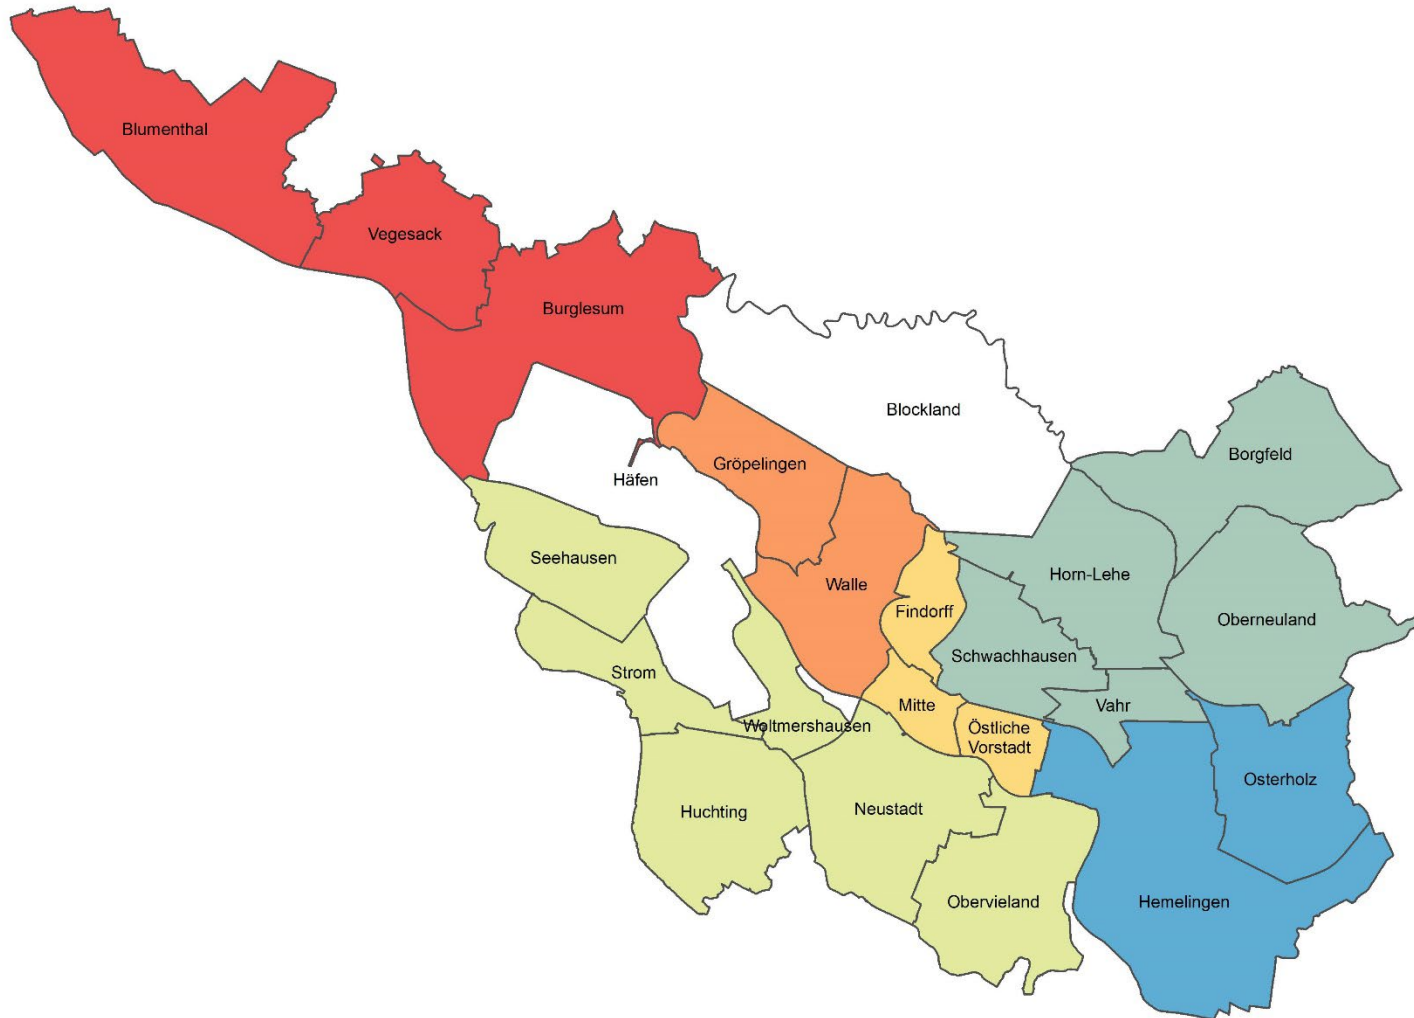 Blumenthal
Vegesack
Burglesum
Blockland
Borgfeld
Gröpelingen
Häfen
Seehausen
Horn-Lehe
Walle
Findorff
Oberneuland
Schwachhausen
Strom
Mitte
Vahr
Woltmershausen
Östliche
Vorstadt
Osterholz
Huchting
Neustadt
Obervieland
Hemelingen